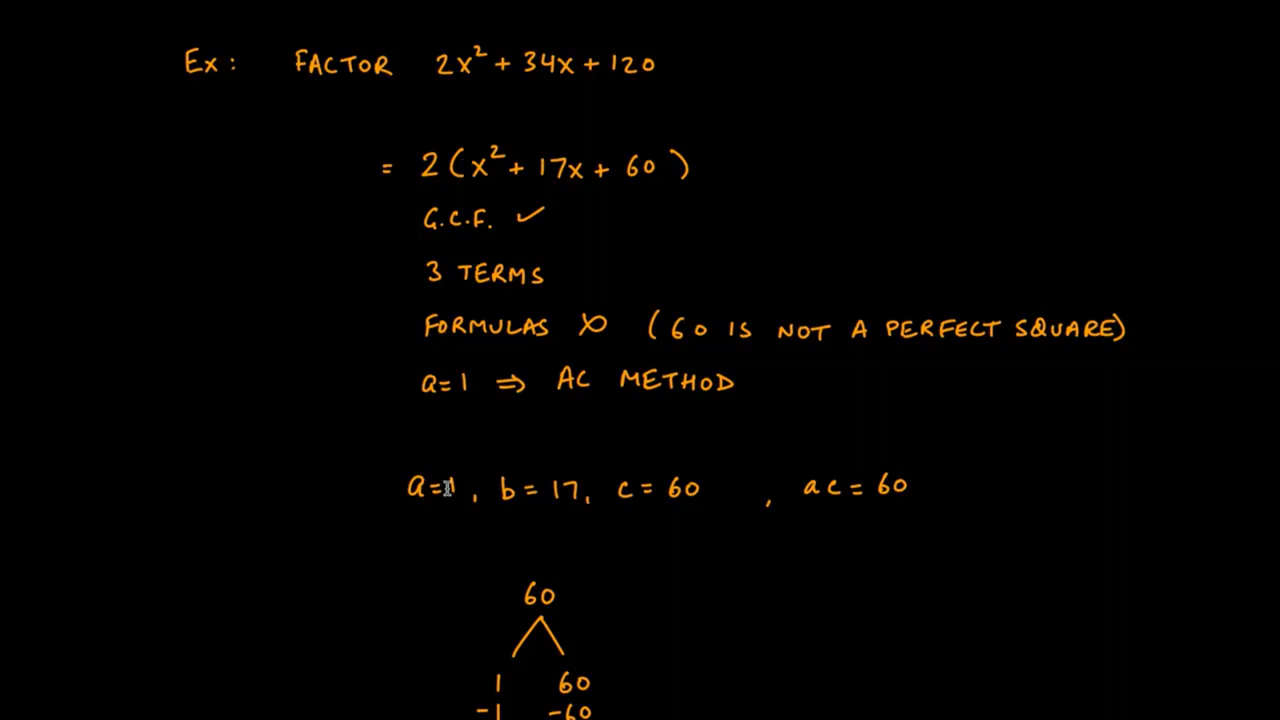 Ex: FACTOR 2x² + 34x + 120
= 2(x² + 17x + 60)
G.C.F. ✓
3 TERMS
FORMULAS ✗ (60 IS NOT A PERFECT SQUARE)
a=1 ⇒ AC METHOD
a=1, b=17, c=60, ac=60
60
1 60
-1 -60